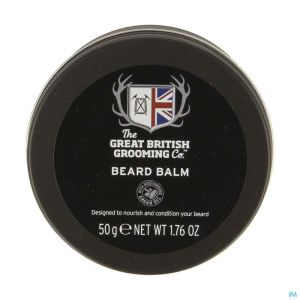 The
GREAT BRITISH
GROOMING Co.™
BEARD BALM
Designed to nourish and condition your beard
50g ℮ NET WT 1.76 OZ